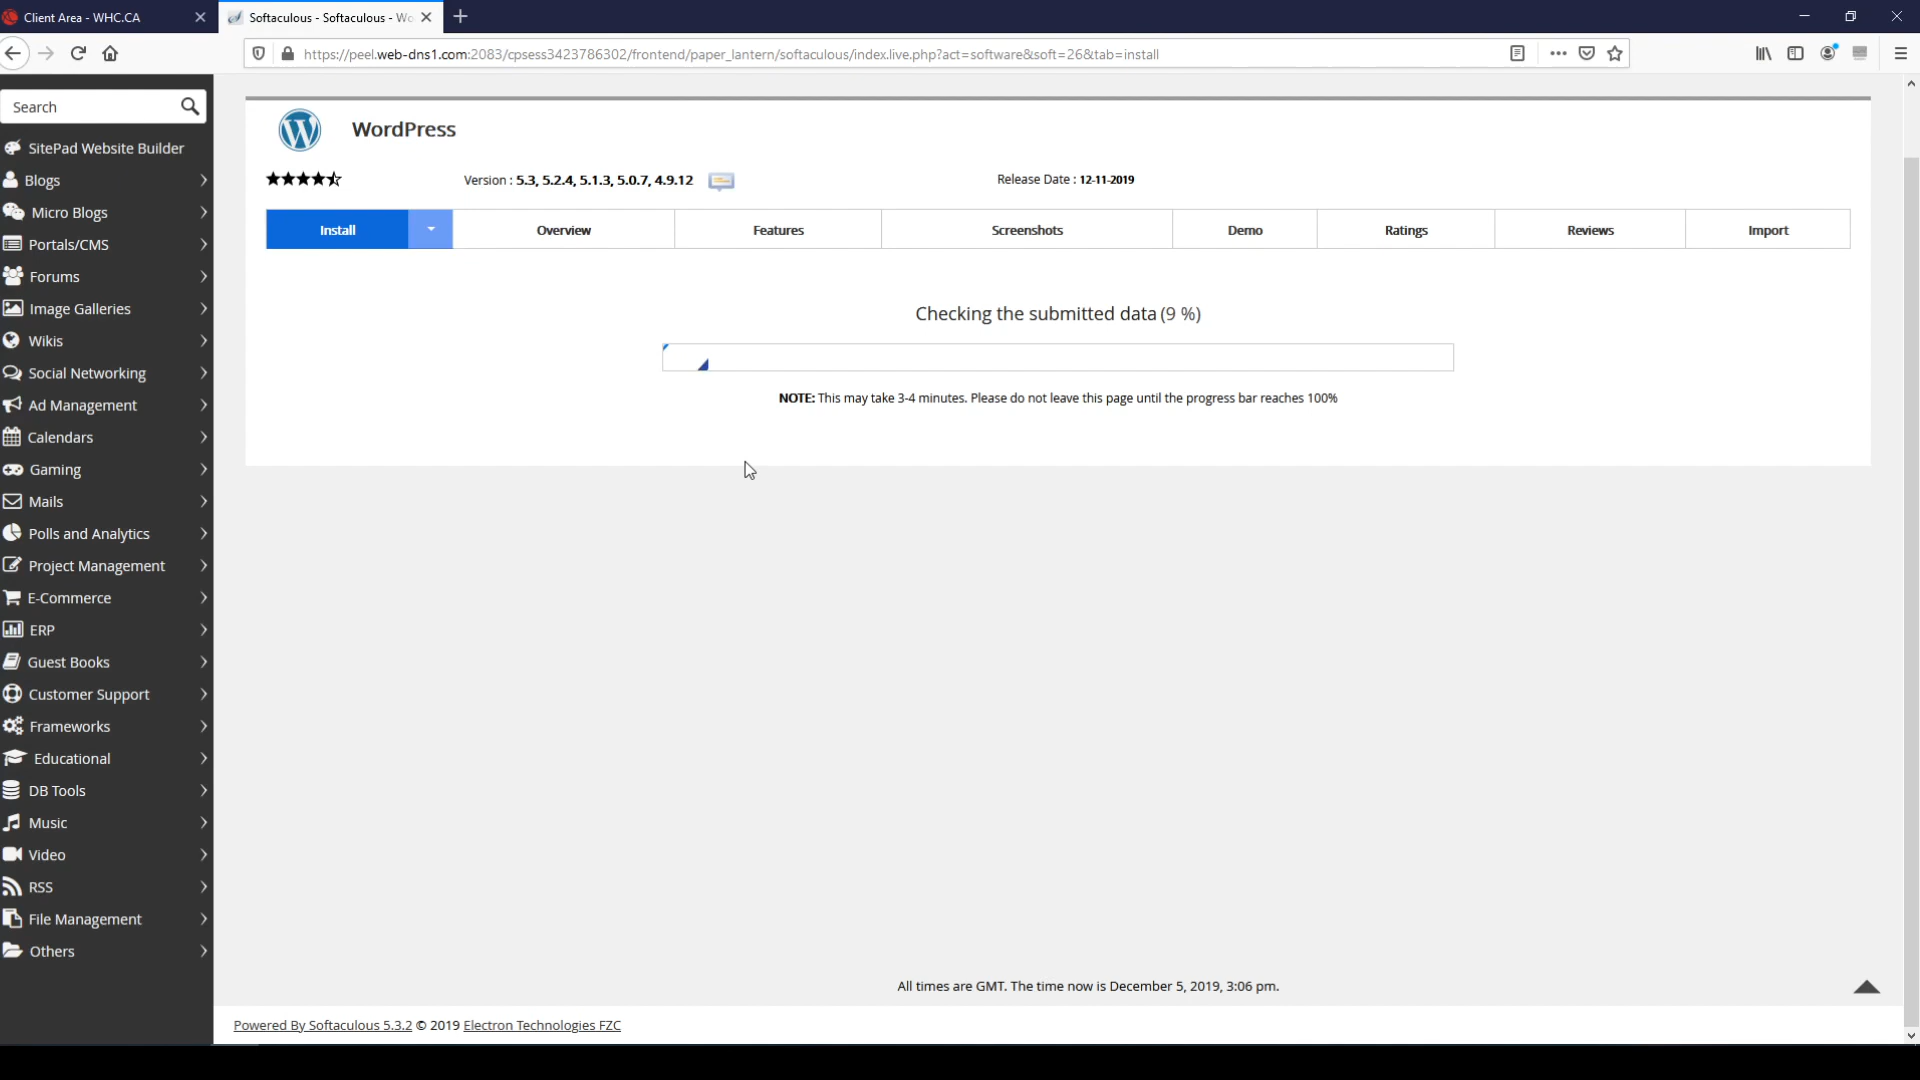 Client Area - WHC.CA
Softaculous - Softaculous - Wo
https://peel.web-dns1.com:2083/cpsess3423786302/frontend/paper_lantern/softaculous/index.live.php?act=software&soft=26&tab=install
Search
SitePad Website Builder
Blogs
Micro Blogs
Portals/CMS
Forums
Image Galleries
Wikis
Social Networking
Ad Management
Calendars
Gaming
Mails
Polls and Analytics
Project Management
E-Commerce
ERP
Guest Books
Customer Support
Frameworks
Educational
DB Tools
Music
Video
RSS
File Management
Others
WordPress
Version : 5.3, 5.2.4, 5.1.3, 5.0.7, 4.9.12
Release Date : 12-11-2019
Install
Overview
Features
Screenshots
Demo
Ratings
Reviews
Import
Checking the submitted data (9 %)
NOTE: This may take 3-4 minutes. Please do not leave this page until the progress bar reaches 100%
All times are GMT. The time now is December 5, 2019, 3:06 pm.
Powered By Softaculous 5.3.2 © 2019 Electron Technologies FZC